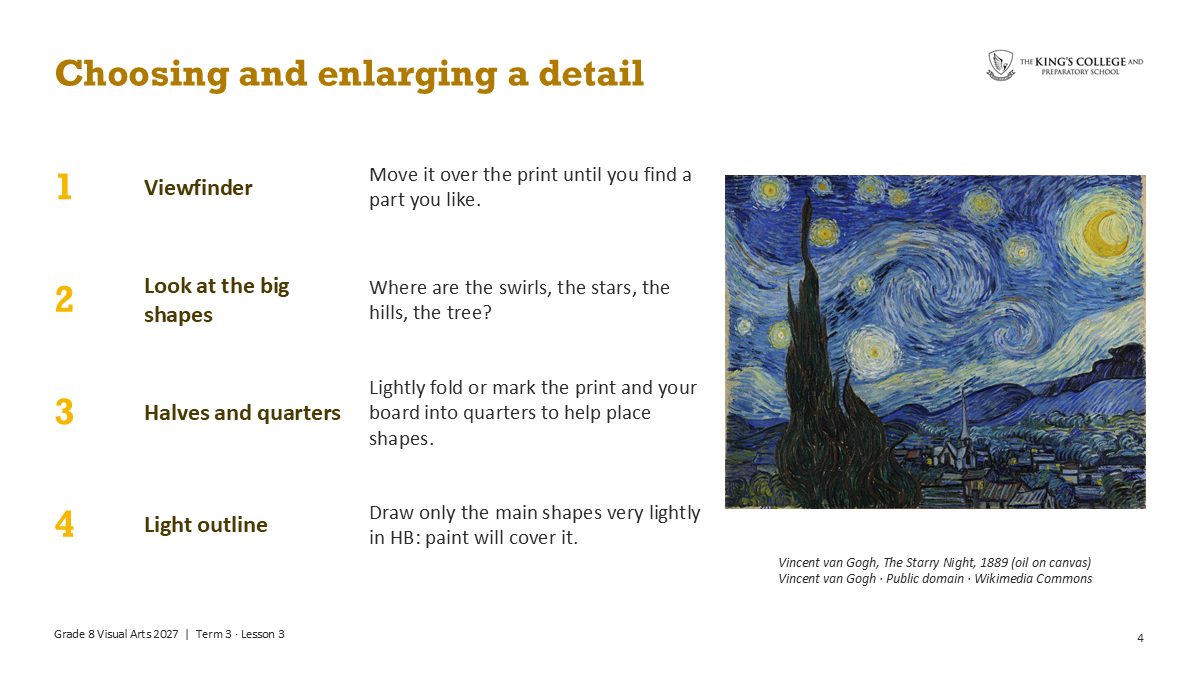 Choosing and enlarging a detail
THE KING'S COLLEGE AND
PREPARATORY SCHOOL
1
Viewfinder
Move it over the print until you find a
part you like.
2
Look at the big
shapes
Where are the swirls, the stars, the
hills, the tree?
3
Halves and quarters
Lightly fold or mark the print and your
board into quarters to help place
shapes.
4
Light outline
Draw only the main shapes very lightly
in HB: paint will cover it.
Vincent van Gogh, The Starry Night, 1889 (oil on canvas)
Vincent van Gogh · Public domain · Wikimedia Commons
Grade 8 Visual Arts 2027 | Term 3 · Lesson 3
4